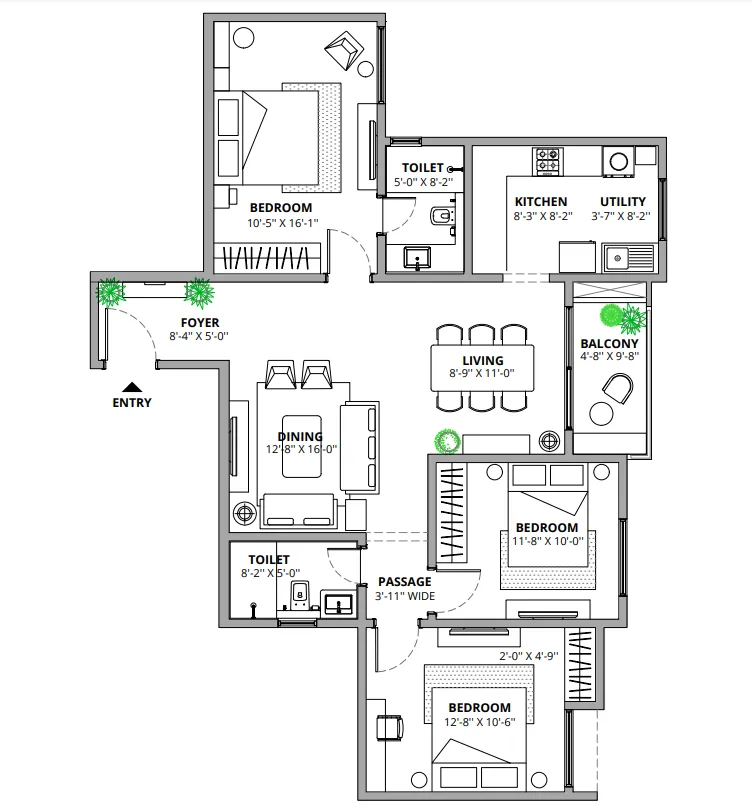 TOILET
5'-0" X 8'-2"
KITCHEN
8'-3" X 8'-2"
UTILITY
3'-7" X 8'-2"
BEDROOM
10'-5" X 16'-1"
FOYER
8'-4" X 5'-0"
ENTRY
LIVING
8'-9" X 11'-0"
BALCONY
4'-8" X 9'-8"
DINING
12'-8" X 16'-0"
BEDROOM
11'-8" X 10'-0"
TOILET
8'-2" X 5'-0"
PASSAGE
3'-11" WIDE
2'-0" X 4'-9"
BEDROOM
12'-8" X 10'-6"